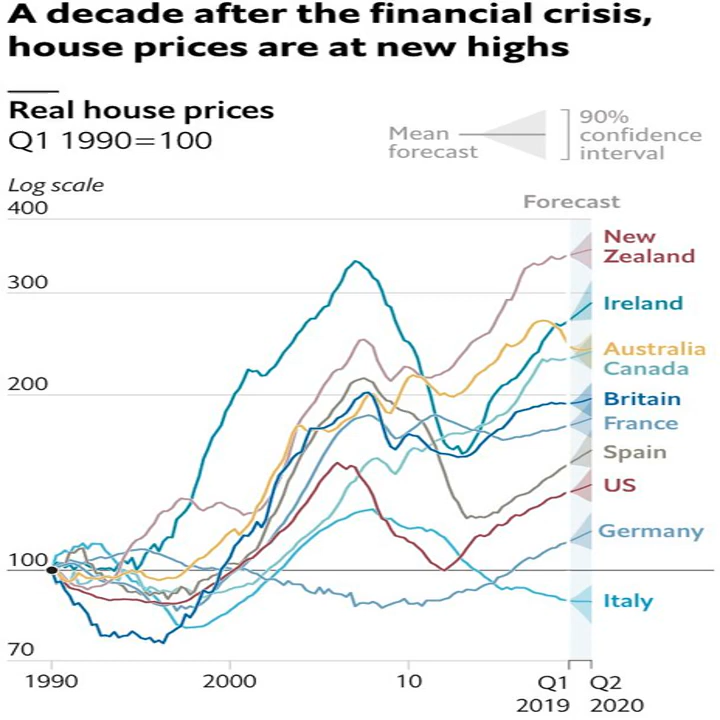 A decade after the financial crisis,
house prices are at new highs
Real house prices
Q1 1990=100
Mean
forecast
90%
confidence
interval
Log scale
400
Forecast
New
Zealand
300
Ireland
Australia
Canada
200
Britain
France
Spain
US
Germany
100
Italy
70
1990
2000
10
Q1
2019
Q2
2020